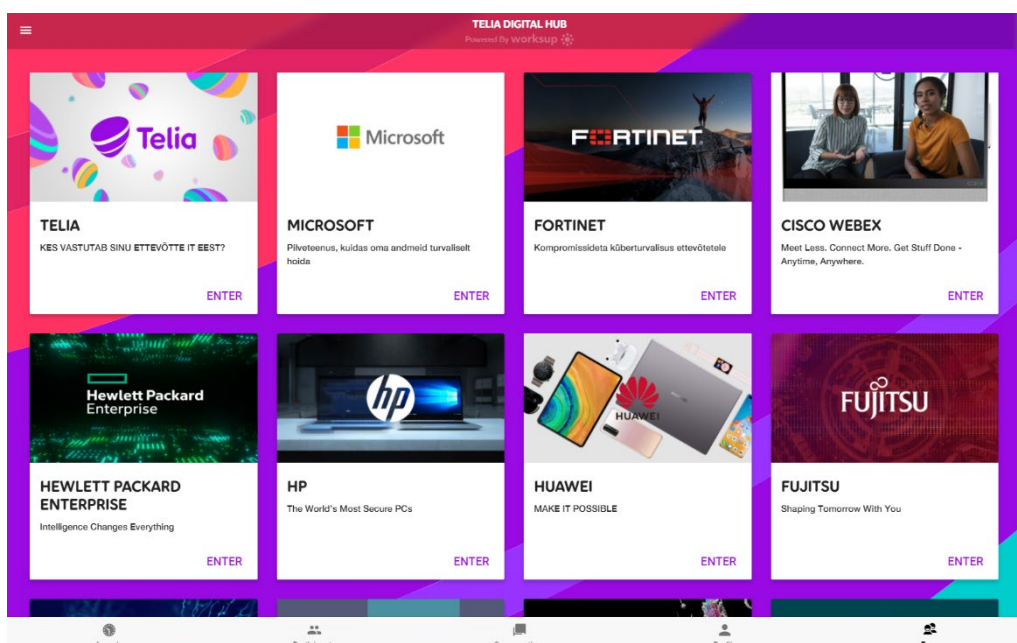 TELIA DIGITAL HUB
Powered By worksup
Telia
Microsoft
FORTINET
TELIA
KES VASTUTAB SINU ETTEVÕTTE IT EEST?
ENTER
MICROSOFT
Pilveteenus, kuidas oma andmeid turvaliselt
hoida
ENTER
FORTINET
Kompromissideta küberturvalisus ettevõtetele
ENTER
CISCO WEBEX
Meet Less. Connect More. Get Stuff Done -
Anytime, Anywhere.
ENTER
Hewlett Packard
Enterprise
hp
HUAWEI
FUJITSU
HEWLETT PACKARD
ENTERPRISE
Intelligence Changes Everything
ENTER
HP
The World's Most Secure PCs
ENTER
HUAWEI
MAKE IT POSSIBLE
ENTER
FUJITSU
Shaping Tomorrow With You
ENTER